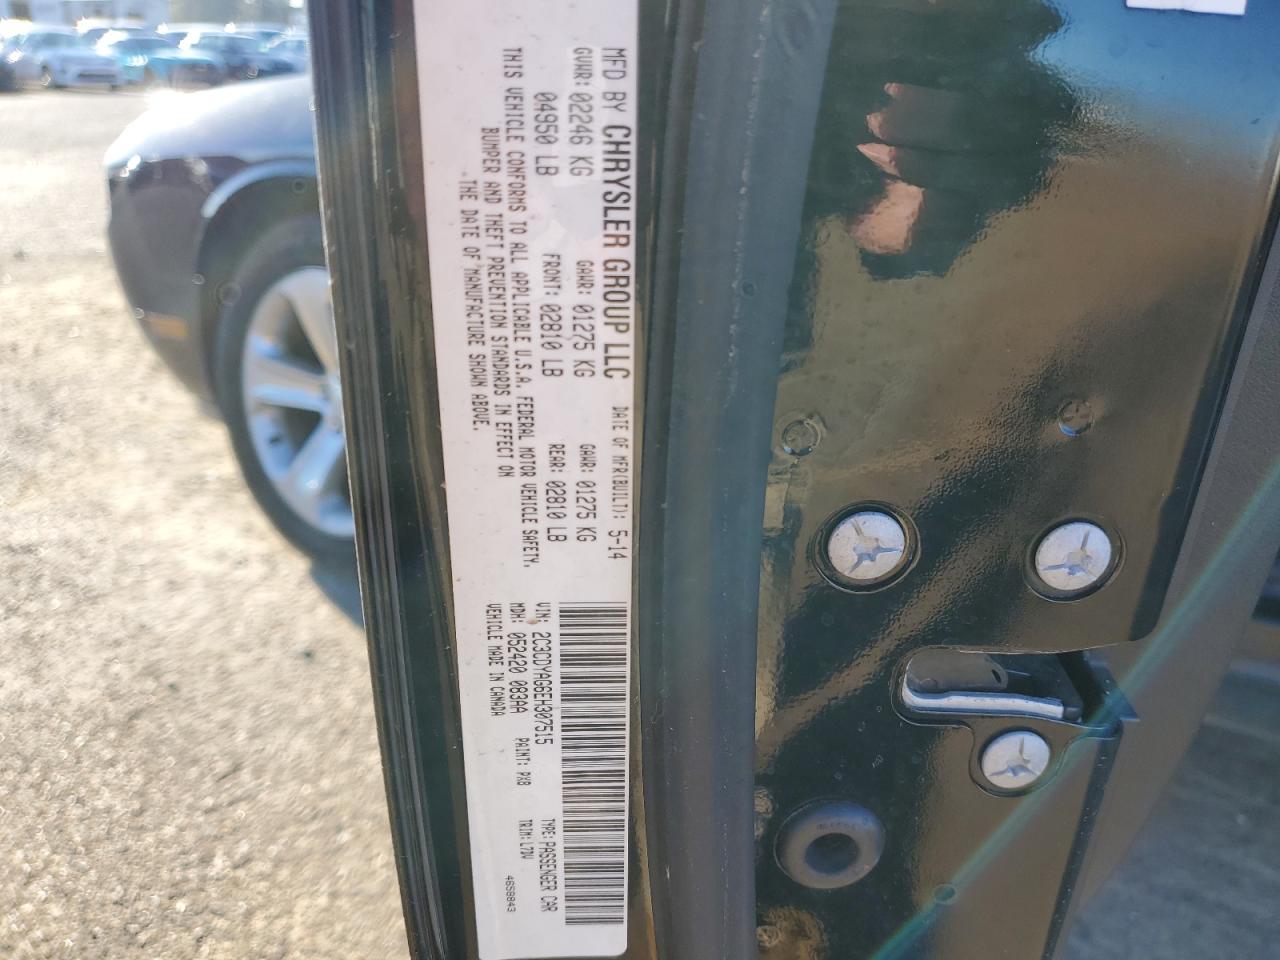 MFD BY CHRYSLER GROUP LLC DATE OF MFR(BUILT): 5-14
GVWR: 02246 KG GAWR: 01275 KG GAWR: 01275 KG
04950 LB FRONT: 02810 LB REAR: 02810 LB
THIS VEHICLE CONFORMS TO ALL APPLICABLE U.S.A. FEDERAL MOTOR VEHICLE SAFETY,
BUMPER AND THEFT PREVENTION STANDARDS IN EFFECT ON
THE DATE OF MANUFACTURE SHOWN ABOVE.
VIN: 2C3CDYAG6EH307515 TYPE: PASSENGER CAR
MDH: 052420 083AA PAINT: PX8 TRIM: L7DV
VEHICLE MADE IN CANADA 4658843